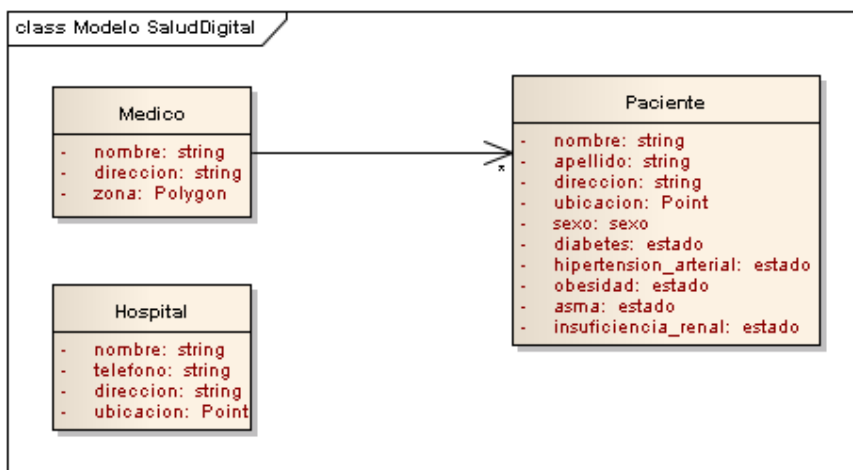 class Modelo SaludDigital
Medico
- nombre: string
- direccion: string
- zona: Polygon
*
Paciente
- nombre: string
- apellido: string
- direccion: string
- ubicacion: Point
- sexo: sexo
- diabetes: estado
- hipertension_arterial: estado
- obesidad: estado
- asma: estado
- insuficiencia_renal: estado
Hospital
- nombre: string
- telefono: string
- direccion: string
- ubicacion: Point